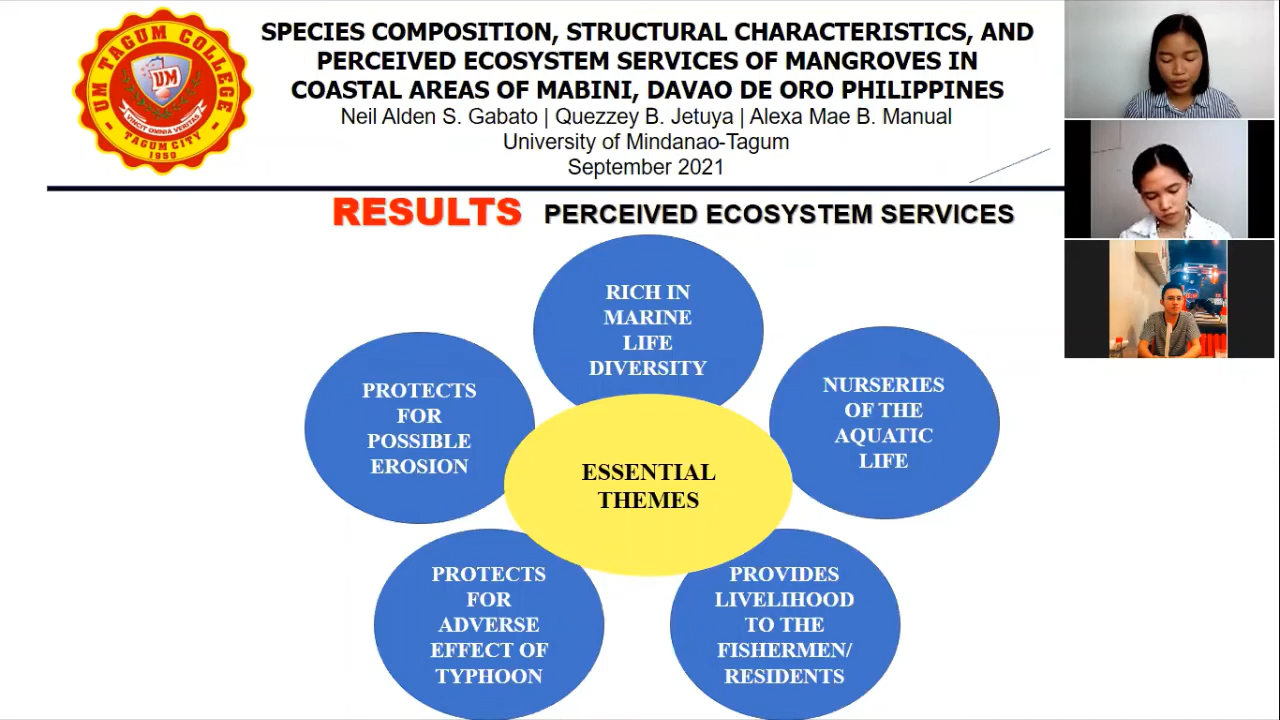 SPECIES COMPOSITION, STRUCTURAL CHARACTERISTICS, AND
PERCEIVED ECOSYSTEM SERVICES OF MANGROVES IN
COASTAL AREAS OF MABINI, DAVAO DE ORO PHILIPPINES
Neil Alden S. Gabato | Quezzey B. Jetuya | Alexa Mae B. Manual
University of Mindanao-Tagum
September 2021
UM TAGUM COLLEGE
UM
VINCIT OMNIA VERITAS
TAGUM CITY
1950
RESULTS PERCEIVED ECOSYSTEM SERVICES
RICH IN
MARINE
LIFE
DIVERSITY
PROTECTS
FOR
POSSIBLE
EROSION
NURSERIES
OF THE
AQUATIC
LIFE
ESSENTIAL
THEMES
PROTECTS
FOR
ADVERSE
EFFECT OF
TYPHOON
PROVIDES
LIVELIHOOD
TO THE
FISHERMEN/
RESIDENTS